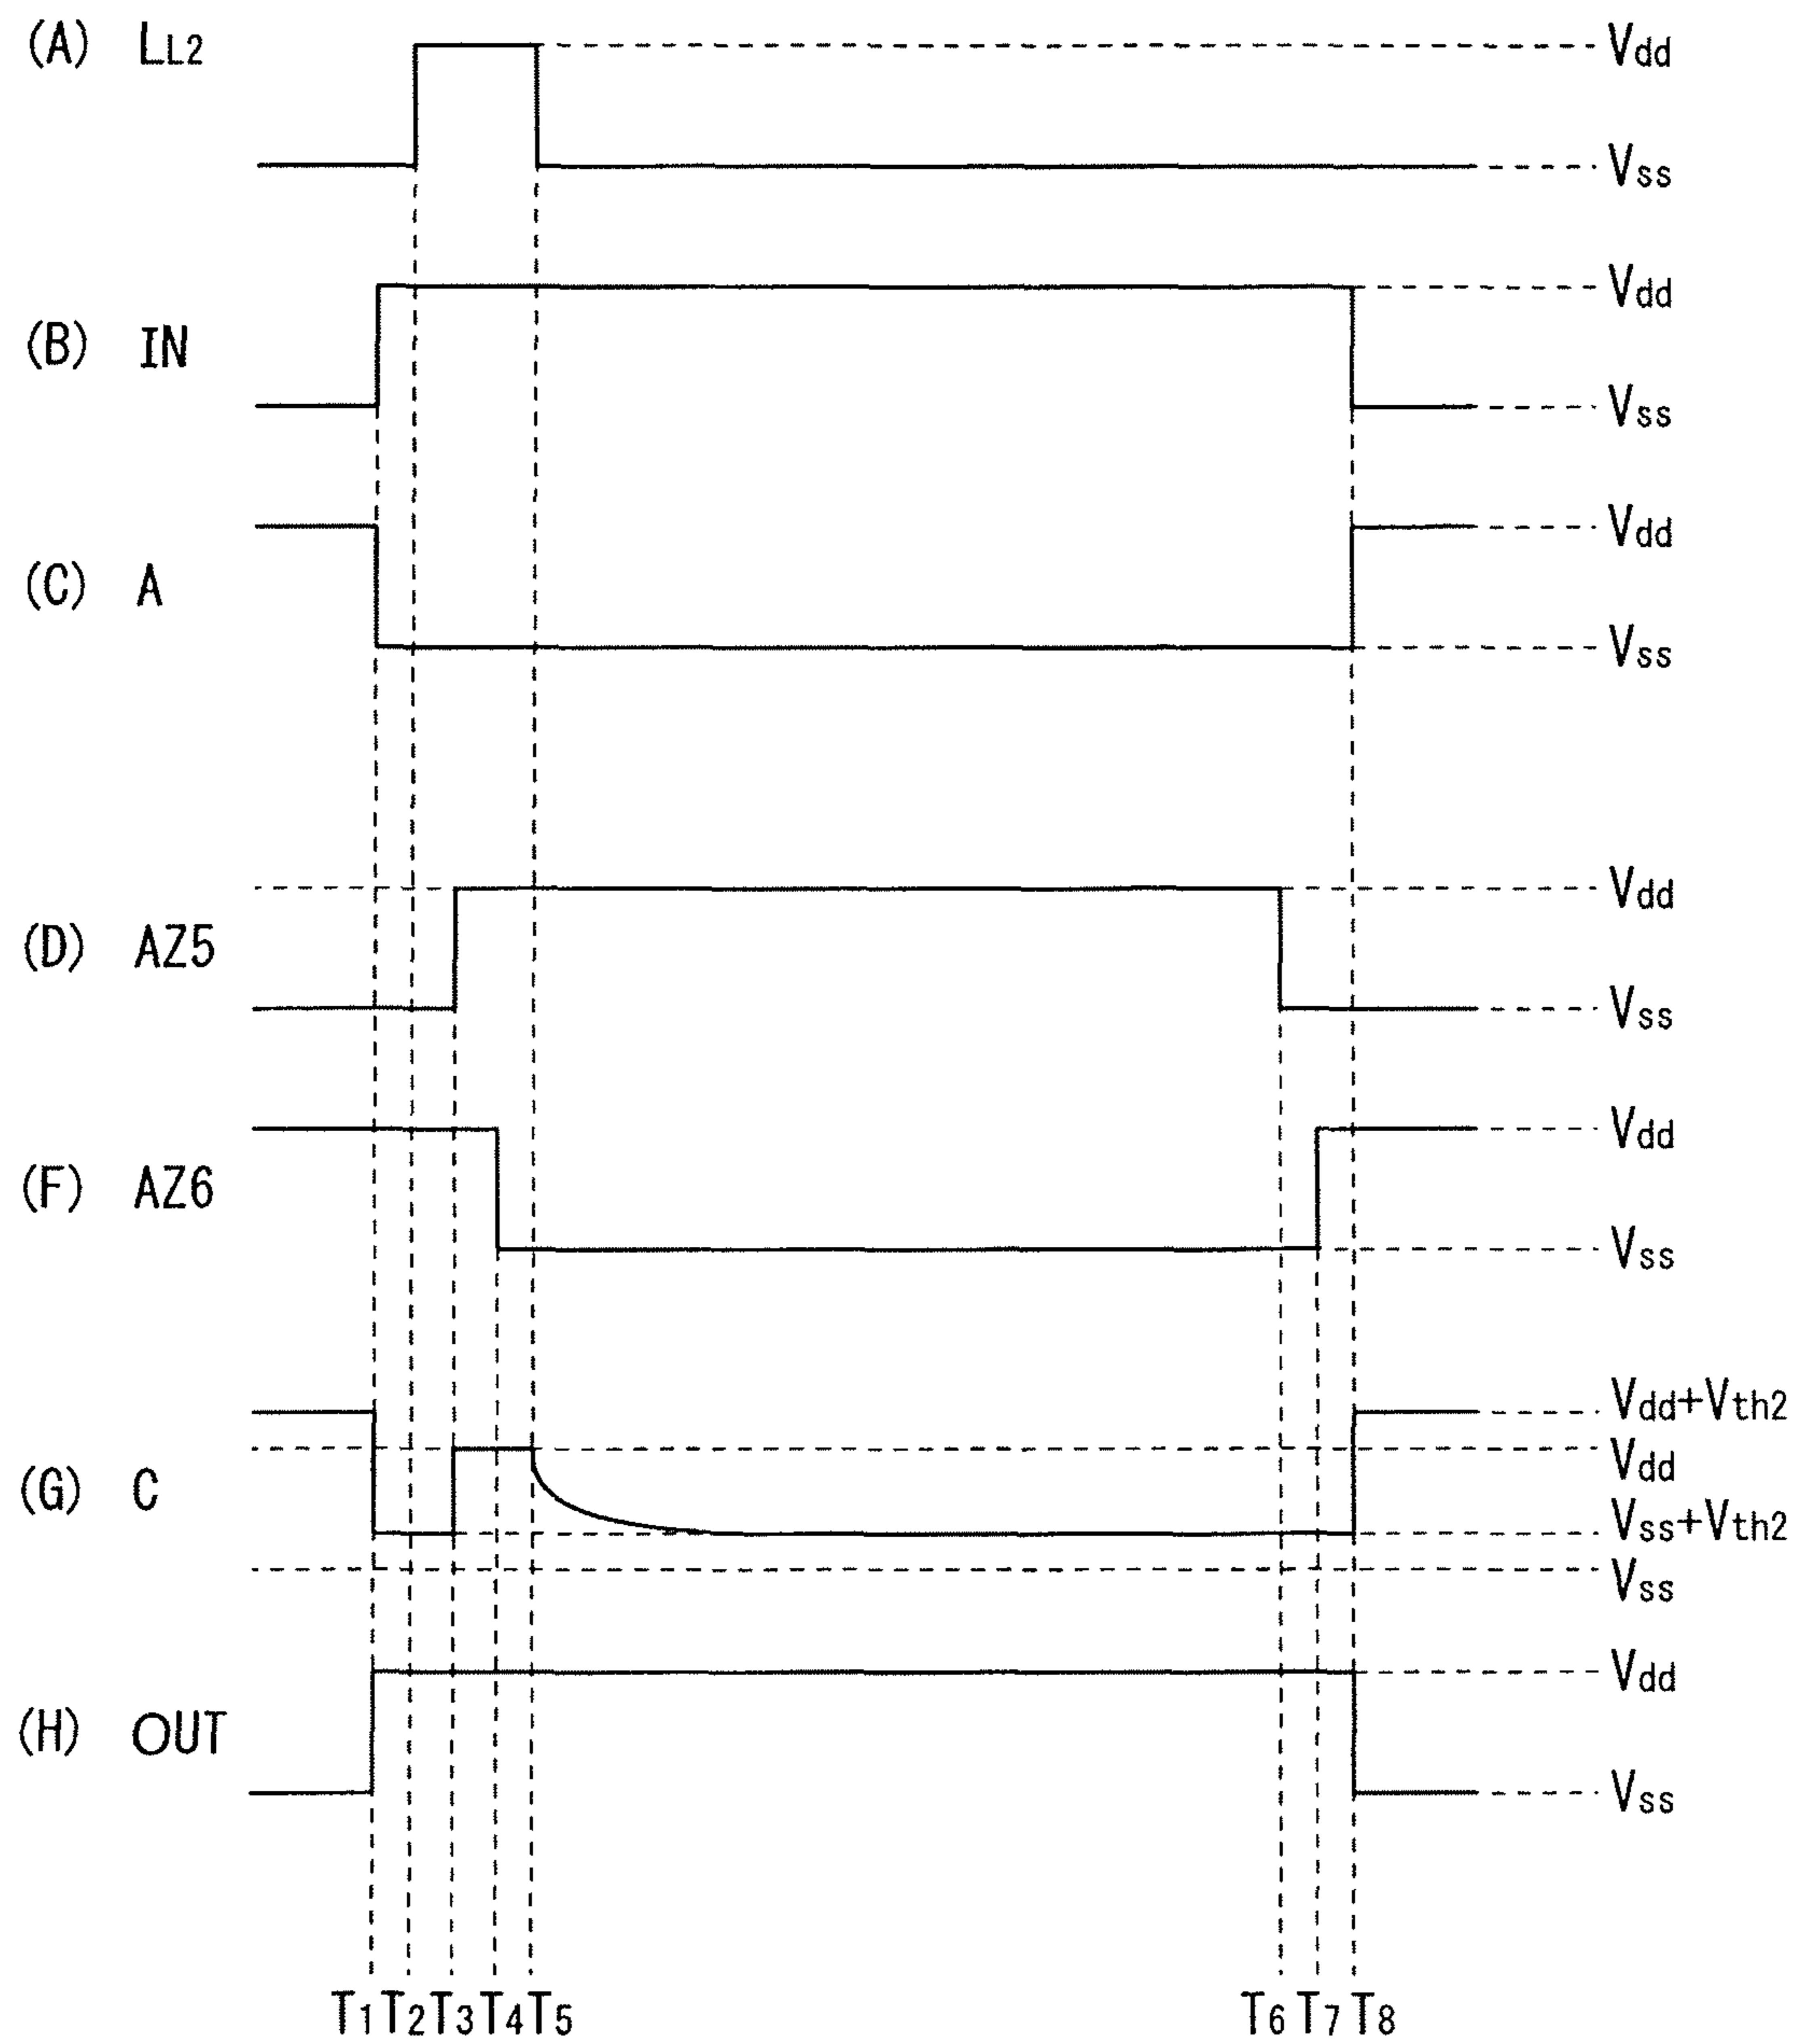 (A) LL2
Vdd
Vss
(B) IN
Vdd
Vss
(C) A
Vdd
Vss
(D) AZ5
Vdd
Vss
(F) AZ6
Vdd
Vss
(G) C
Vdd+Vth2
Vdd
Vss+Vth2
Vss
(H) OUT
Vdd
Vss
T1 T2 T3 T4 T5 T6 T7 T8